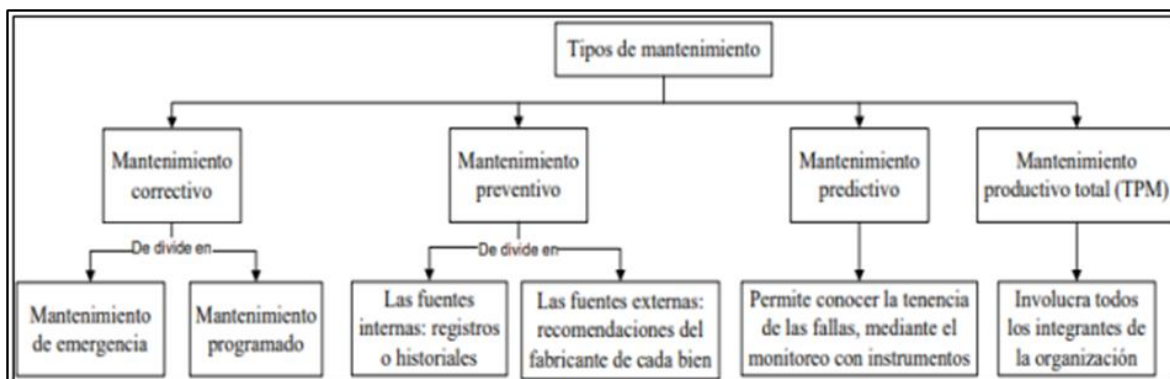 Tipos de mantenimiento
Mantenimiento
correctivo
Mantenimiento
preventivo
Mantenimiento
predictivo
Mantenimiento
productivo total (TPM)
De divide en
De divide en
Mantenimiento
de emergencia
Mantenimiento
programado
Las fuentes
internas: registros
o historiales
Las fuentes externas:
recomendaciones del
fabricante de cada bien
Permite conocer la tenencia
de las fallas, mediante el
monitoreo con instrumentos
Involucra todos
los integrantes de
la organización